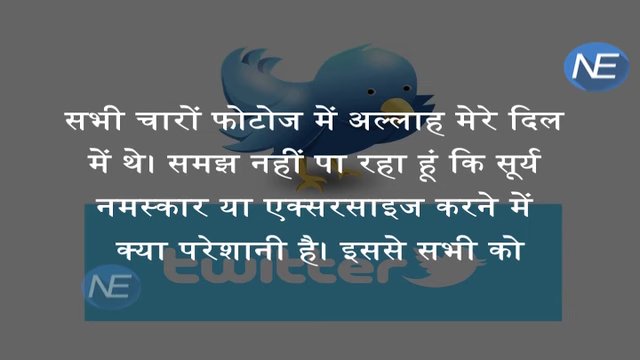 NE
सभी चारों फोटोज में अल्लाह मेरे दिल
में थे। समझ नहीं पा रहा हूं कि सूर्य
नमस्कार या एक्सरसाइज करने में
क्या परेशानी है। इससे सभी को
twitter
NE